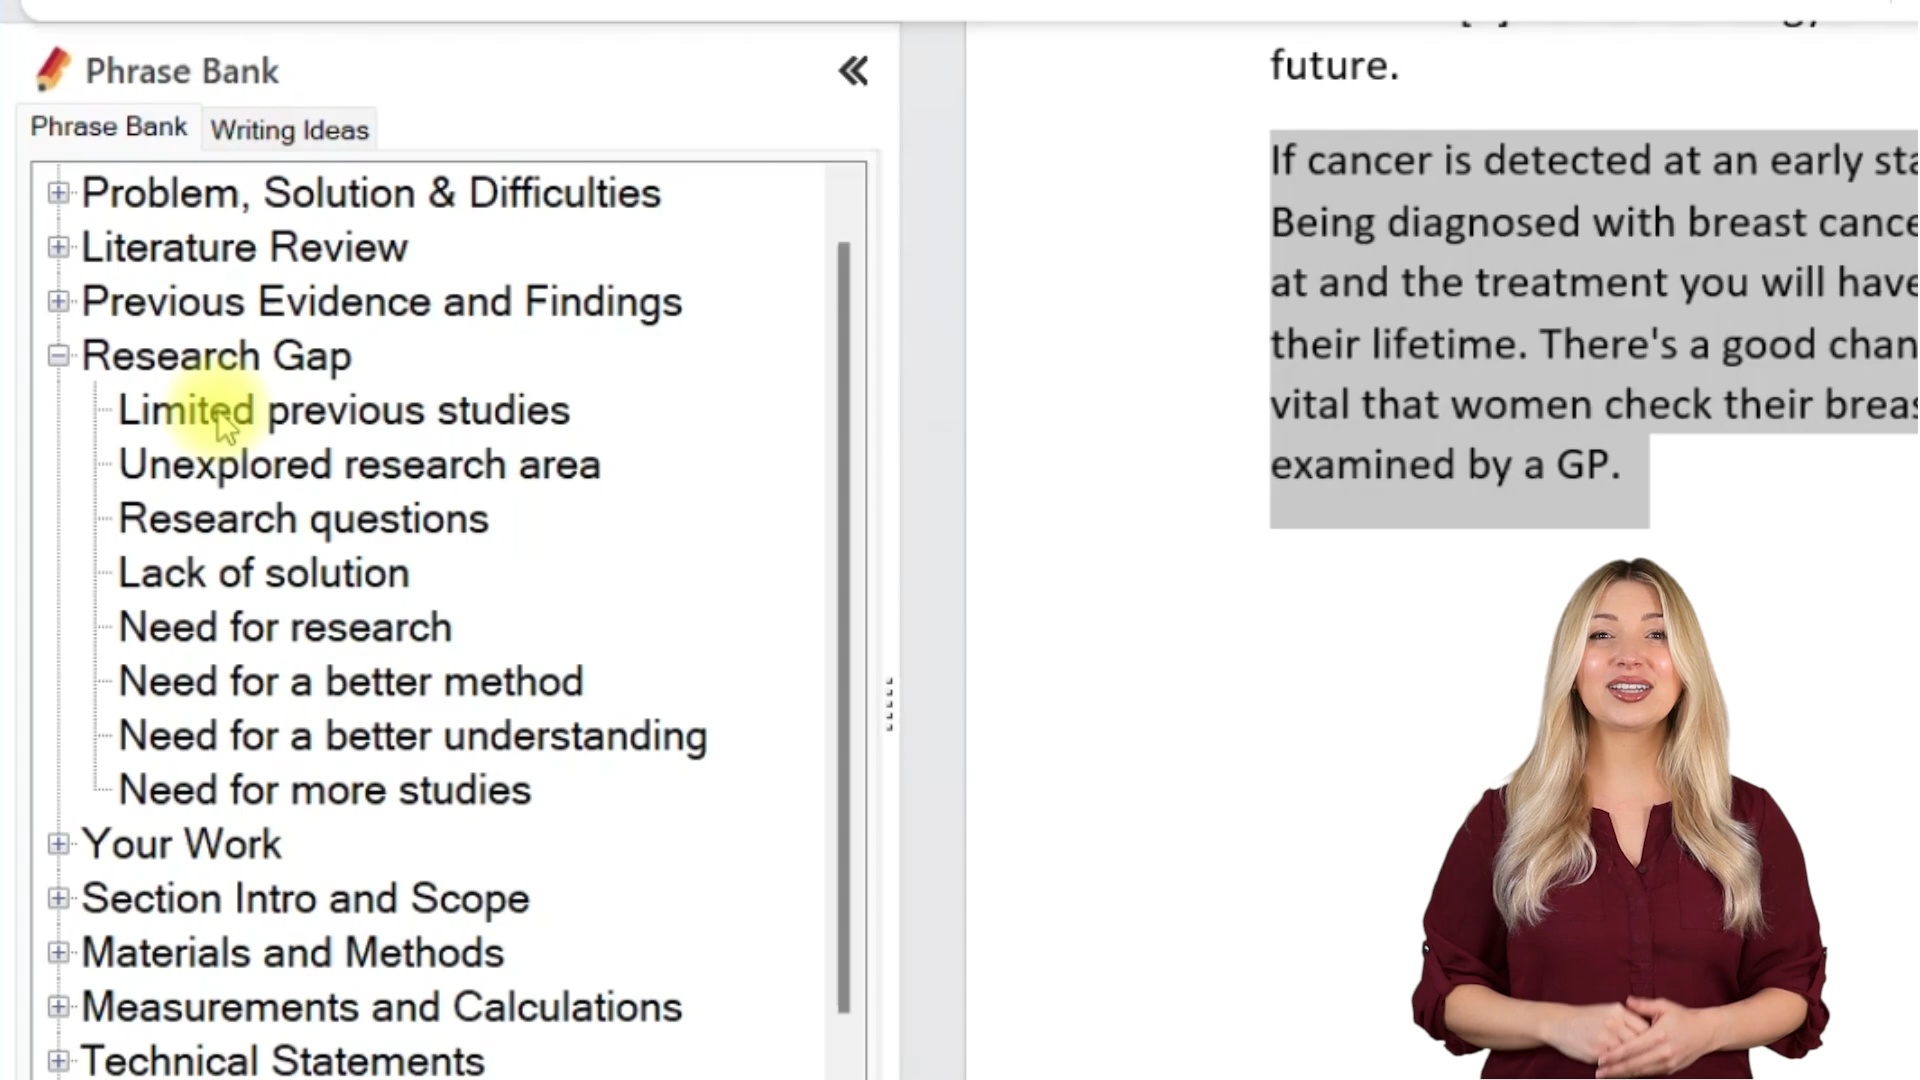 Phrase Bank
Phrase Bank
Writing Ideas
Problem, Solution & Difficulties
Literature Review
Previous Evidence and Findings
Research Gap
Limited previous studies
Unexplored research area
Research questions
Lack of solution
Need for research
Need for a better method
Need for a better understanding
Need for more studies
Your Work
Section Intro and Scope
Materials and Methods
Measurements and Calculations
Technical Statements
future.
If cancer is detected at an early
Being diagnosed with breast
at and the treatment you will have
their lifetime. There's a good
vital that women check their
examined by a GP.